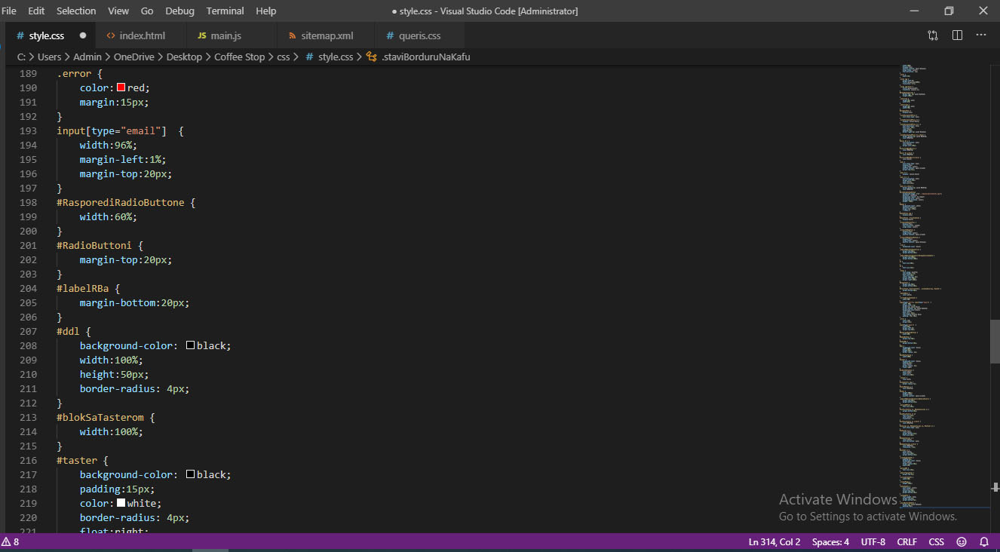 File Edit Selection View Go Debug Terminal Help ● style.css - Visual Studio Code [Administrator]
# style.css ● <> index.html JS main.js sitemap.xml # queris.css
C: > Users > Admin > OneDrive > Desktop > Coffee Stop > css > # style.css > .staviBorduruNaKafu
189 .error {
190 color: red;
191 margin:15px;
192 }
193 input[type="email"] {
194 width:96%;
195 margin-left:1%;
196 margin-top:20px;
197 }
198 #RasporediRadioButtone {
199 width:60%;
200 }
201 #RadioButtoni {
202 margin-top:20px;
203 }
204 #labelRBa {
205 margin-bottom:20px;
206 }
207 #ddl {
208 background-color: black;
209 width:100%;
210 height:50px;
211 border-radius: 4px;
212 }
213 #blokSaTasterom {
214 width:100%;
215 }
216 #taster {
217 background-color: black;
218 padding:15px;
219 color: white;
220 border-radius: 4px;
221 float:right;
Activate Windows
Go to Settings to activate Windows.
8 Ln 314, Col 2 Spaces: 4 UTF-8 CRLF CSS